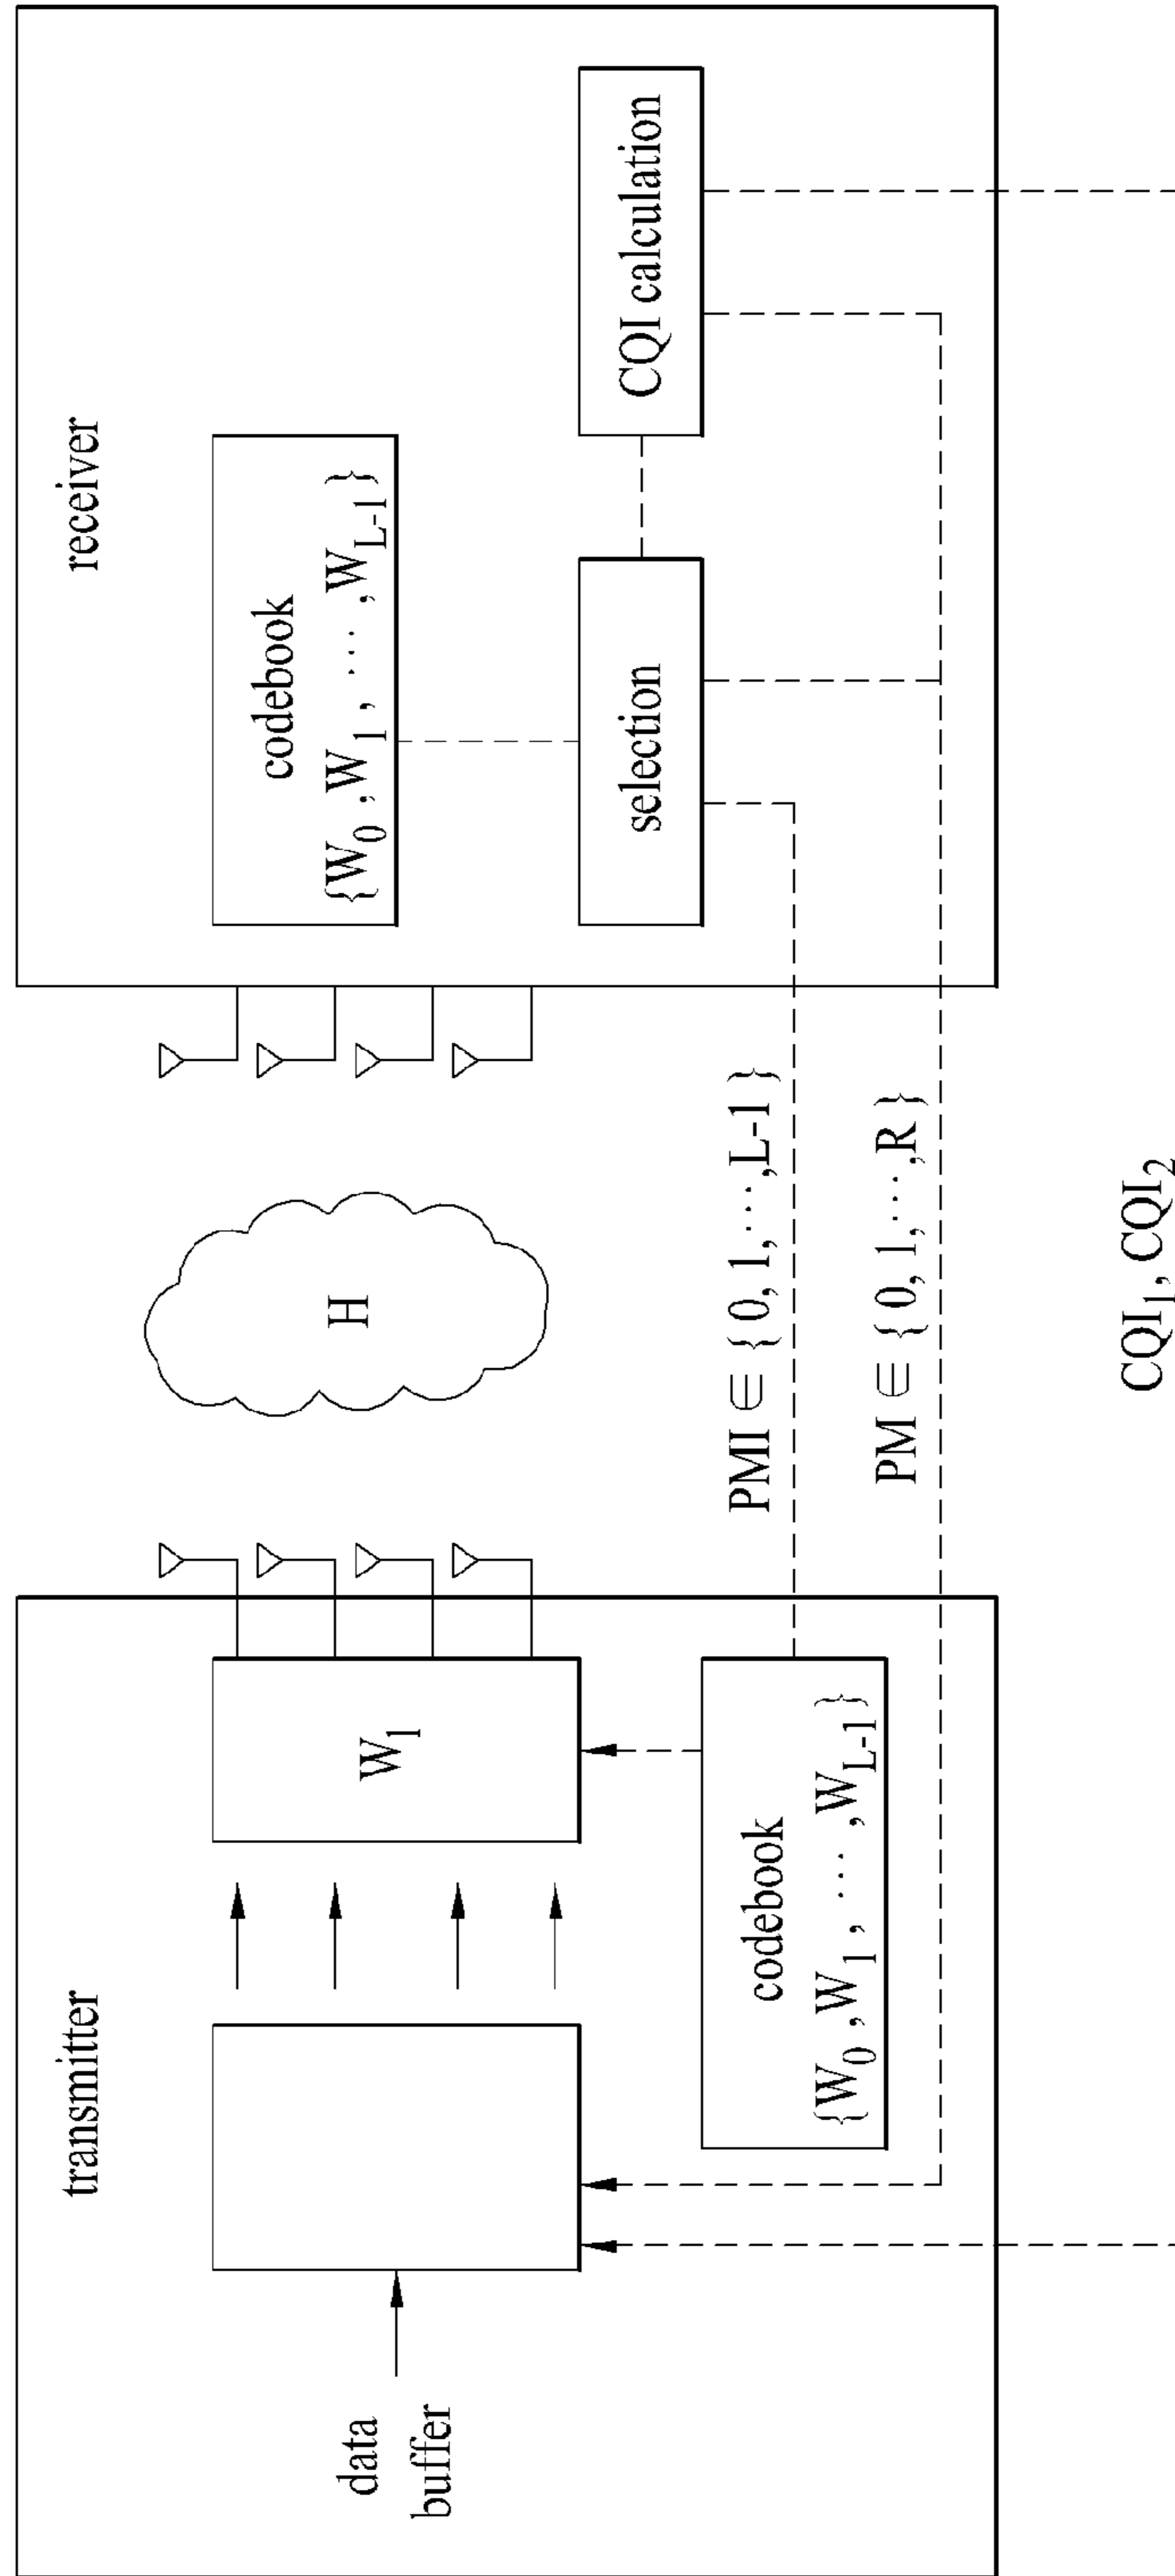 transmitter
data
buffer
W1
codebook
{W0,W1, ··· ,WL-1}
H
PMI ∈ { 0, 1,···,L-1 }
PM ∈ { 0, 1,···,R }
CQI1, CQI2
receiver
codebook
{W0,W1, ··· ,WL-1}
selection
CQI calculation